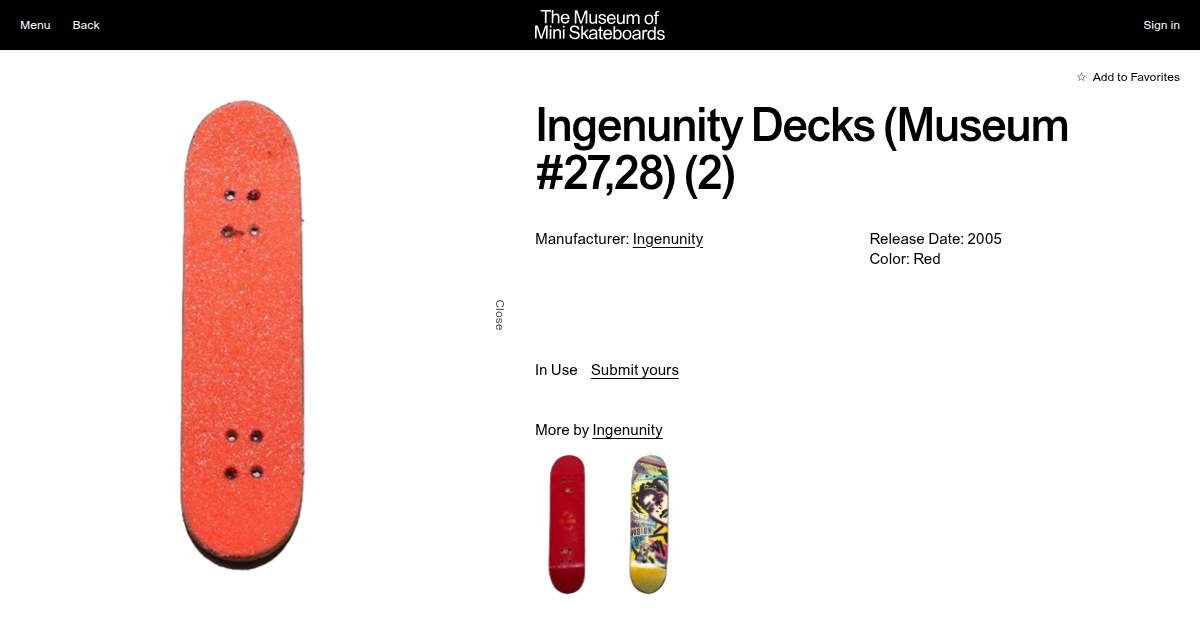 Menu
Back
The Museum of
Mini Skateboards
Sign in
☆ Add to Favorites
Ingenunity Decks (Museum
#27,28) (2)
Manufacturer: Ingenunity
Release Date: 2005
Color: Red
Close
In Use Submit yours
More by Ingenunity
VISION